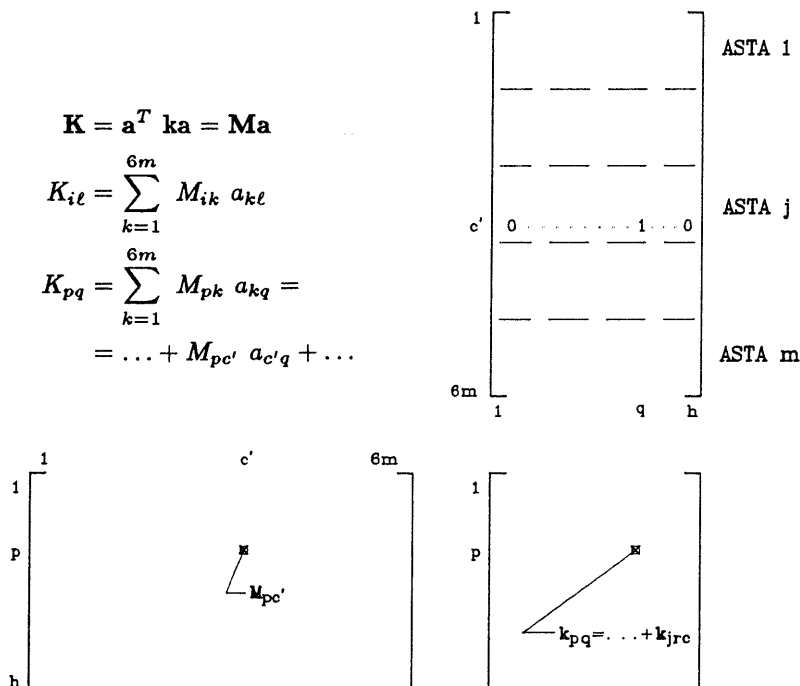 K = a^T ka = Ma
K_{iℓ} = \sum_{k=1}^{6m} M_{ik} a_{kℓ}
K_{pq} = \sum_{k=1}^{6m} M_{pk} a_{kq} =
= ... + M_{pc'} a_{c'q} + ...
1
ASTA 1
ASTA j
c' 0 . . . . . . . . . 1 . . . 0
ASTA m
6m
1 q h
1 c' 6m
1
p
M_{pc'}
h
1
p
k_{pq}=...+k_{jrc}